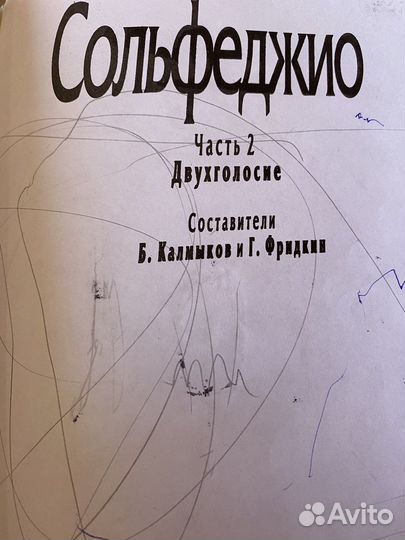 Сольфеджио
Часть 2
Двухголосие
Составители
Б. Калмыков и Г. Фридкин
Avito